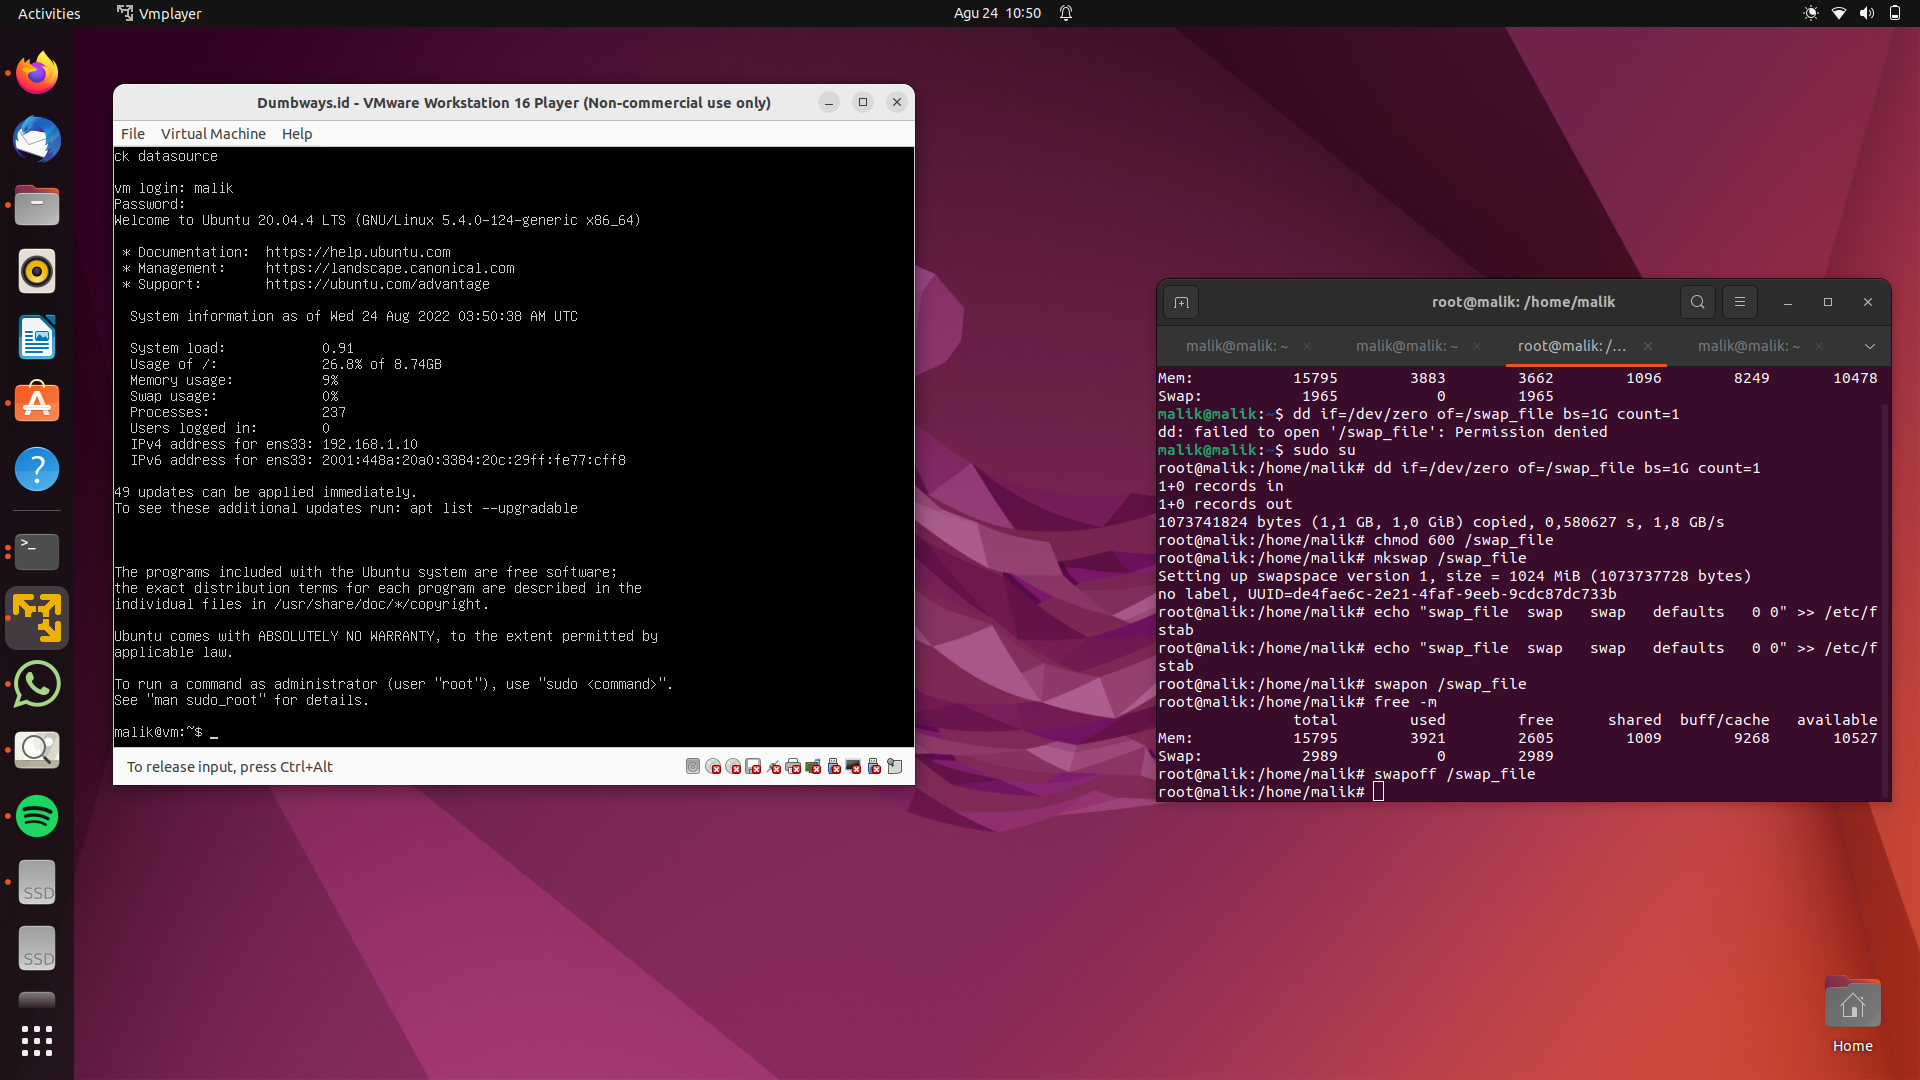 Activities
Vmplayer
Agu 24 10:50
Dumbways.id - VMware Workstation 16 Player (Non-commercial use only)
File Virtual Machine Help
ck datasource
vm login: malik
Password:
Welcome to Ubuntu 20.04.4 LTS (GNU/Linux 5.4.0-124-generic x86_64)
* Documentation: https://help.ubuntu.com
* Management: https://landscape.canonical.com
* Support: https://ubuntu.com/advantage
System information as of Wed 24 Aug 2022 03:50:38 AM UTC
System load: 0.91
Usage of /: 26.8% of 8.74GB
Memory usage: 9%
Swap usage: 0%
Processes: 237
Users logged in: 0
IPv4 address for ens33: 192.168.1.10
IPv6 address for ens33: 2001:448a:20a0:3384:20c:29ff:fe77:cff8
49 updates can be applied immediately.
To see these additional updates run: apt list --upgradable
The programs included with the Ubuntu system are free software;
the exact distribution terms for each program are described in the
individual files in /usr/share/doc/*/copyright.
Ubuntu comes with ABSOLUTELY NO WARRANTY, to the extent permitted by
applicable law.
To run a command as administrator (user "root"), use "sudo <command>".
See "man sudo_root" for details.
malik@vm:~$ _
To release input, press Ctrl+Alt
root@malik: /home/malik
malik@malik: ~
malik@malik: ~
root@malik: /...
malik@malik: ~
Mem: 15795 3883 3662 1096 8249 10478
Swap: 1965 0 1965
malik@malik:~$ dd if=/dev/zero of=/swap_file bs=1G count=1
dd: failed to open '/swap_file': Permission denied
malik@malik:~$ sudo su
root@malik:/home/malik# dd if=/dev/zero of=/swap_file bs=1G count=1
1+0 records in
1+0 records out
1073741824 bytes (1,1 GB, 1,0 GiB) copied, 0,580627 s, 1,8 GB/s
root@malik:/home/malik# chmod 600 /swap_file
root@malik:/home/malik# mkswap /swap_file
Setting up swapspace version 1, size = 1024 MiB (1073737728 bytes)
no label, UUID=de4fae6c-2e21-4faf-9eeb-9cdc87dc733b
root@malik:/home/malik# echo "swap_file  swap   swap   defaults   0 0" >> /etc/f
stab
root@malik:/home/malik# echo "swap_file  swap   swap   defaults   0 0" >> /etc/f
stab
root@malik:/home/malik# swapon /swap_file
root@malik:/home/malik# free -m
total used free shared buff/cache available
Mem: 15795 3921 2605 1009 9268 10527
Swap: 2989 0 2989
root@malik:/home/malik# swapoff /swap_file
root@malik:/home/malik#
SSD
SSD
Home